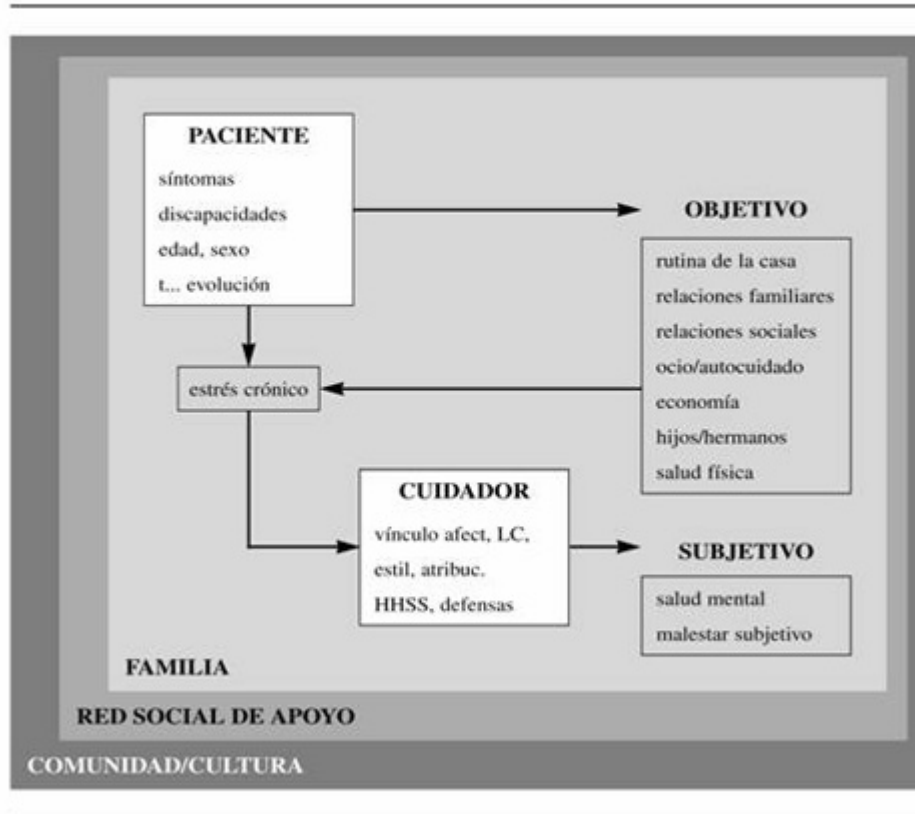 PACIENTE
síntomas
discapacidades
edad, sexo
t... evolución
OBJETIVO
rutina de la casa
relaciones familiares
relaciones sociales
ocio/autocuidado
economía
hijos/hermanos
salud física
estrés crónico
CUIDADOR
vínculo afect, LC,
estil, atribuc.
HHSS, defensas
SUBJETIVO
salud mental
malestar subjetivo
FAMILIA
RED SOCIAL DE APOYO
COMUNIDAD/CULTURA